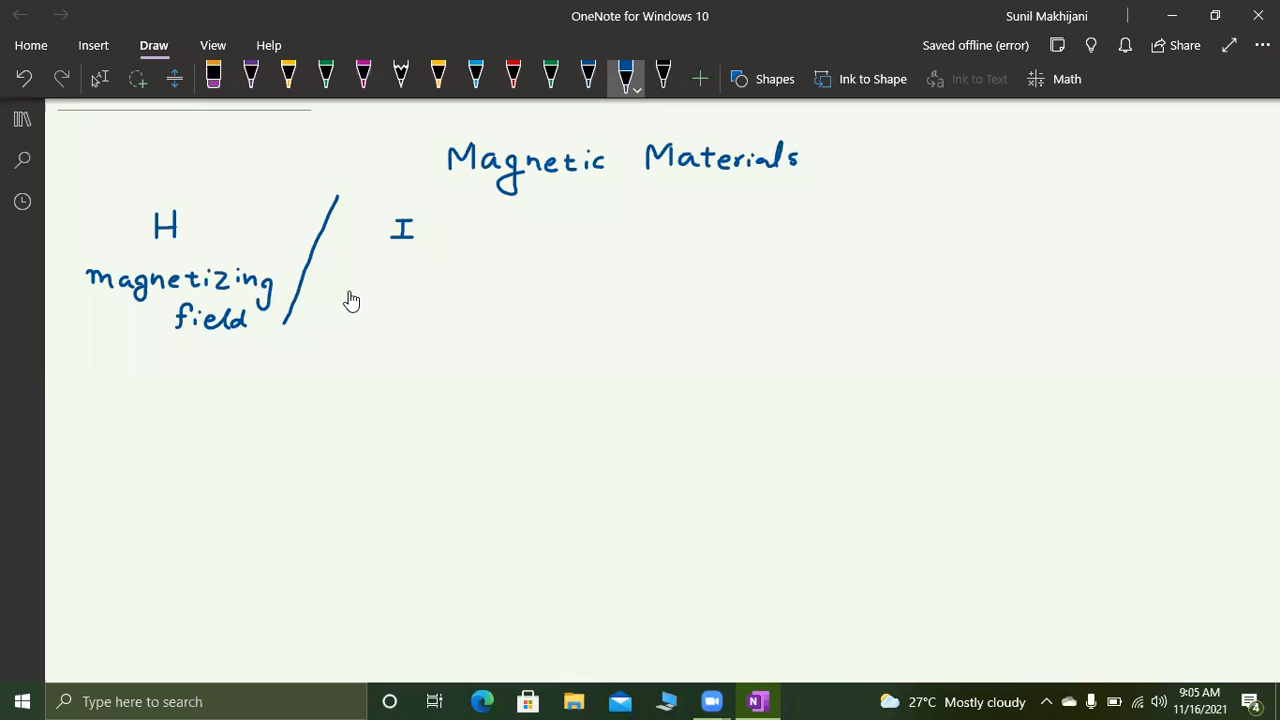 OneNote for Windows 10
Sunil Makhijani
Home Insert Draw View Help
Saved offline (error)
Share
Shapes
Ink to Shape
Ink to Text
Math
Magnetic Materials
H I
magnetizing
field
Type here to search
27°C Mostly cloudy
9:05 AM
11/16/2021
4